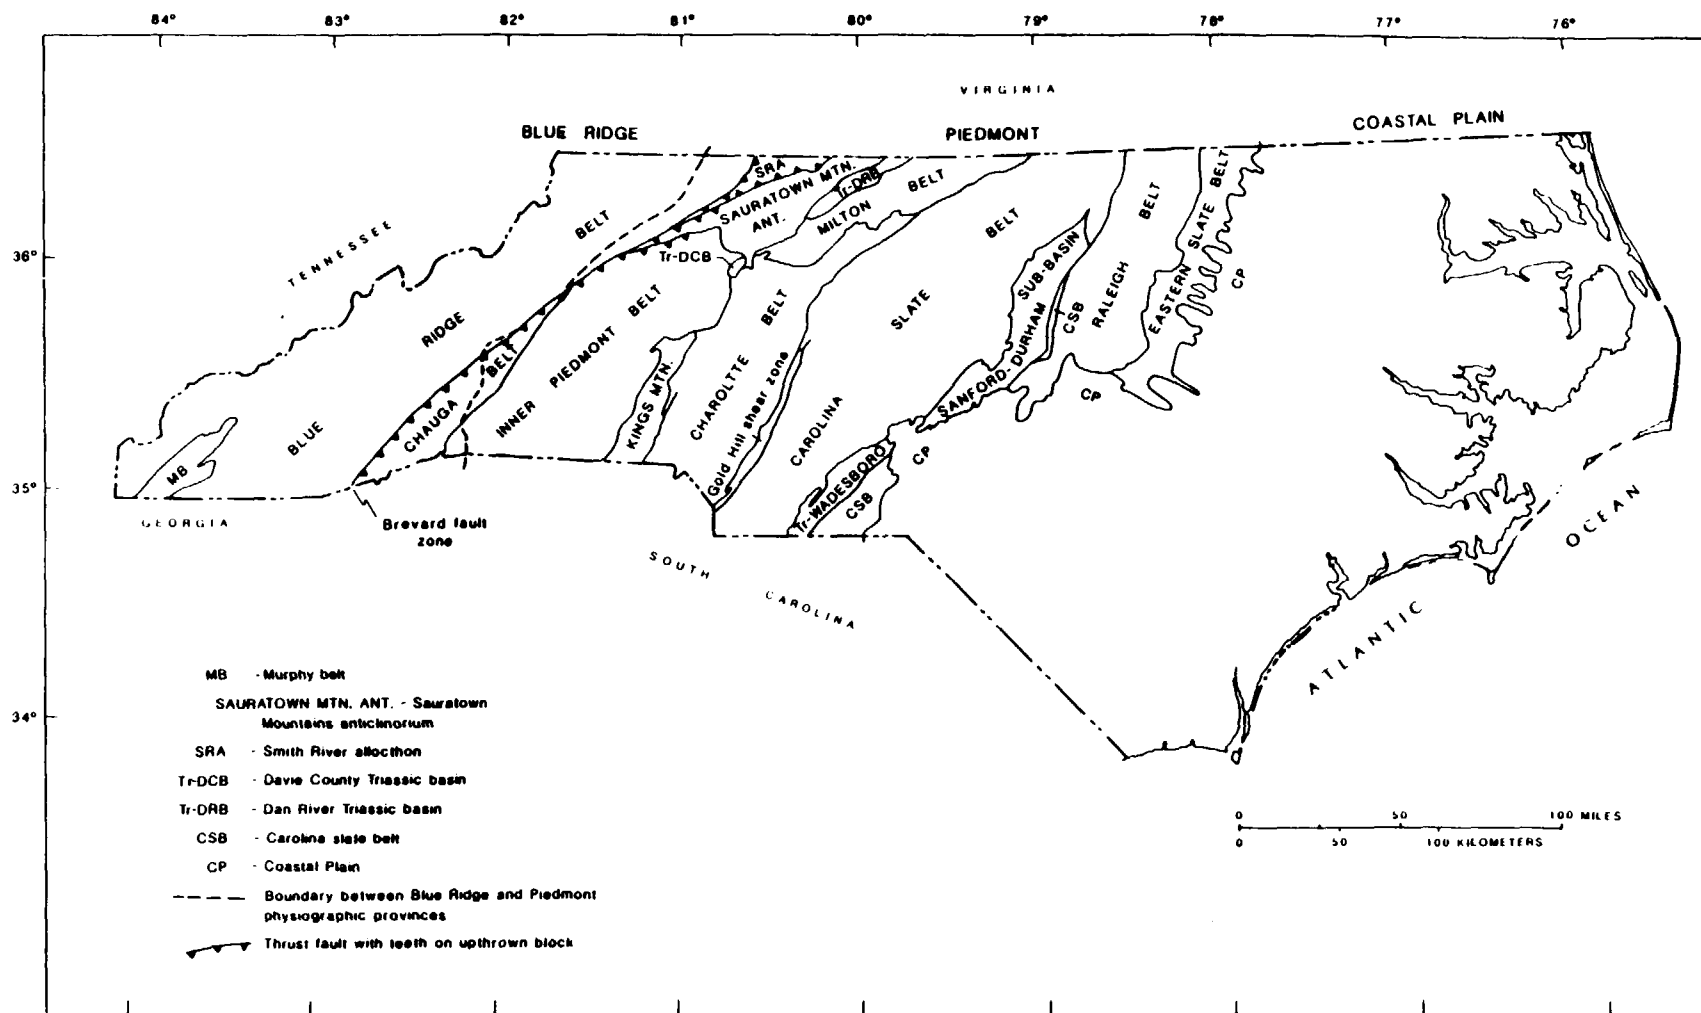 84° 83° 82° 81° 80° 79° 78° 77° 76°
VIRGINIA
BLUE RIDGE PIEDMONT COASTAL PLAIN
36°
35°
34°
TENNESSEE
BLUE RIDGE BELT
MB
CHAUGA BELT
INNER PIEDMONT BELT
KINGS MTN.
SRA
SAURATOWN MTN.
ANT.
Tr-DRB
Tr-DCB
MILTON BELT
CHAROLTTE BELT
Gold Hill shear zone
CAROLINA SLATE BELT
Tr-WADESBORO
CSB
CP
SANFORD-DURHAM SUB-BASIN
CSB
RALEIGH BELT
EASTERN SLATE BELT
CP
CP
GEORGIA
Brevard fault
zone
SOUTH CAROLINA
ATLANTIC OCEAN
MB - Murphy belt
SAURATOWN MTN. ANT. - Sauratown
Mountains anticlinorium
SRA - Smith River allocthon
Tr-DCB - Davie County Triassic basin
Tr-DRB - Dan River Triassic basin
CSB - Carolina slate belt
CP - Coastal Plain
Boundary between Blue Ridge and Piedmont
physiographic provinces
Thrust fault with teeth on upthrown block
0 50 100 MILES
0 50 100 KILOMETERS